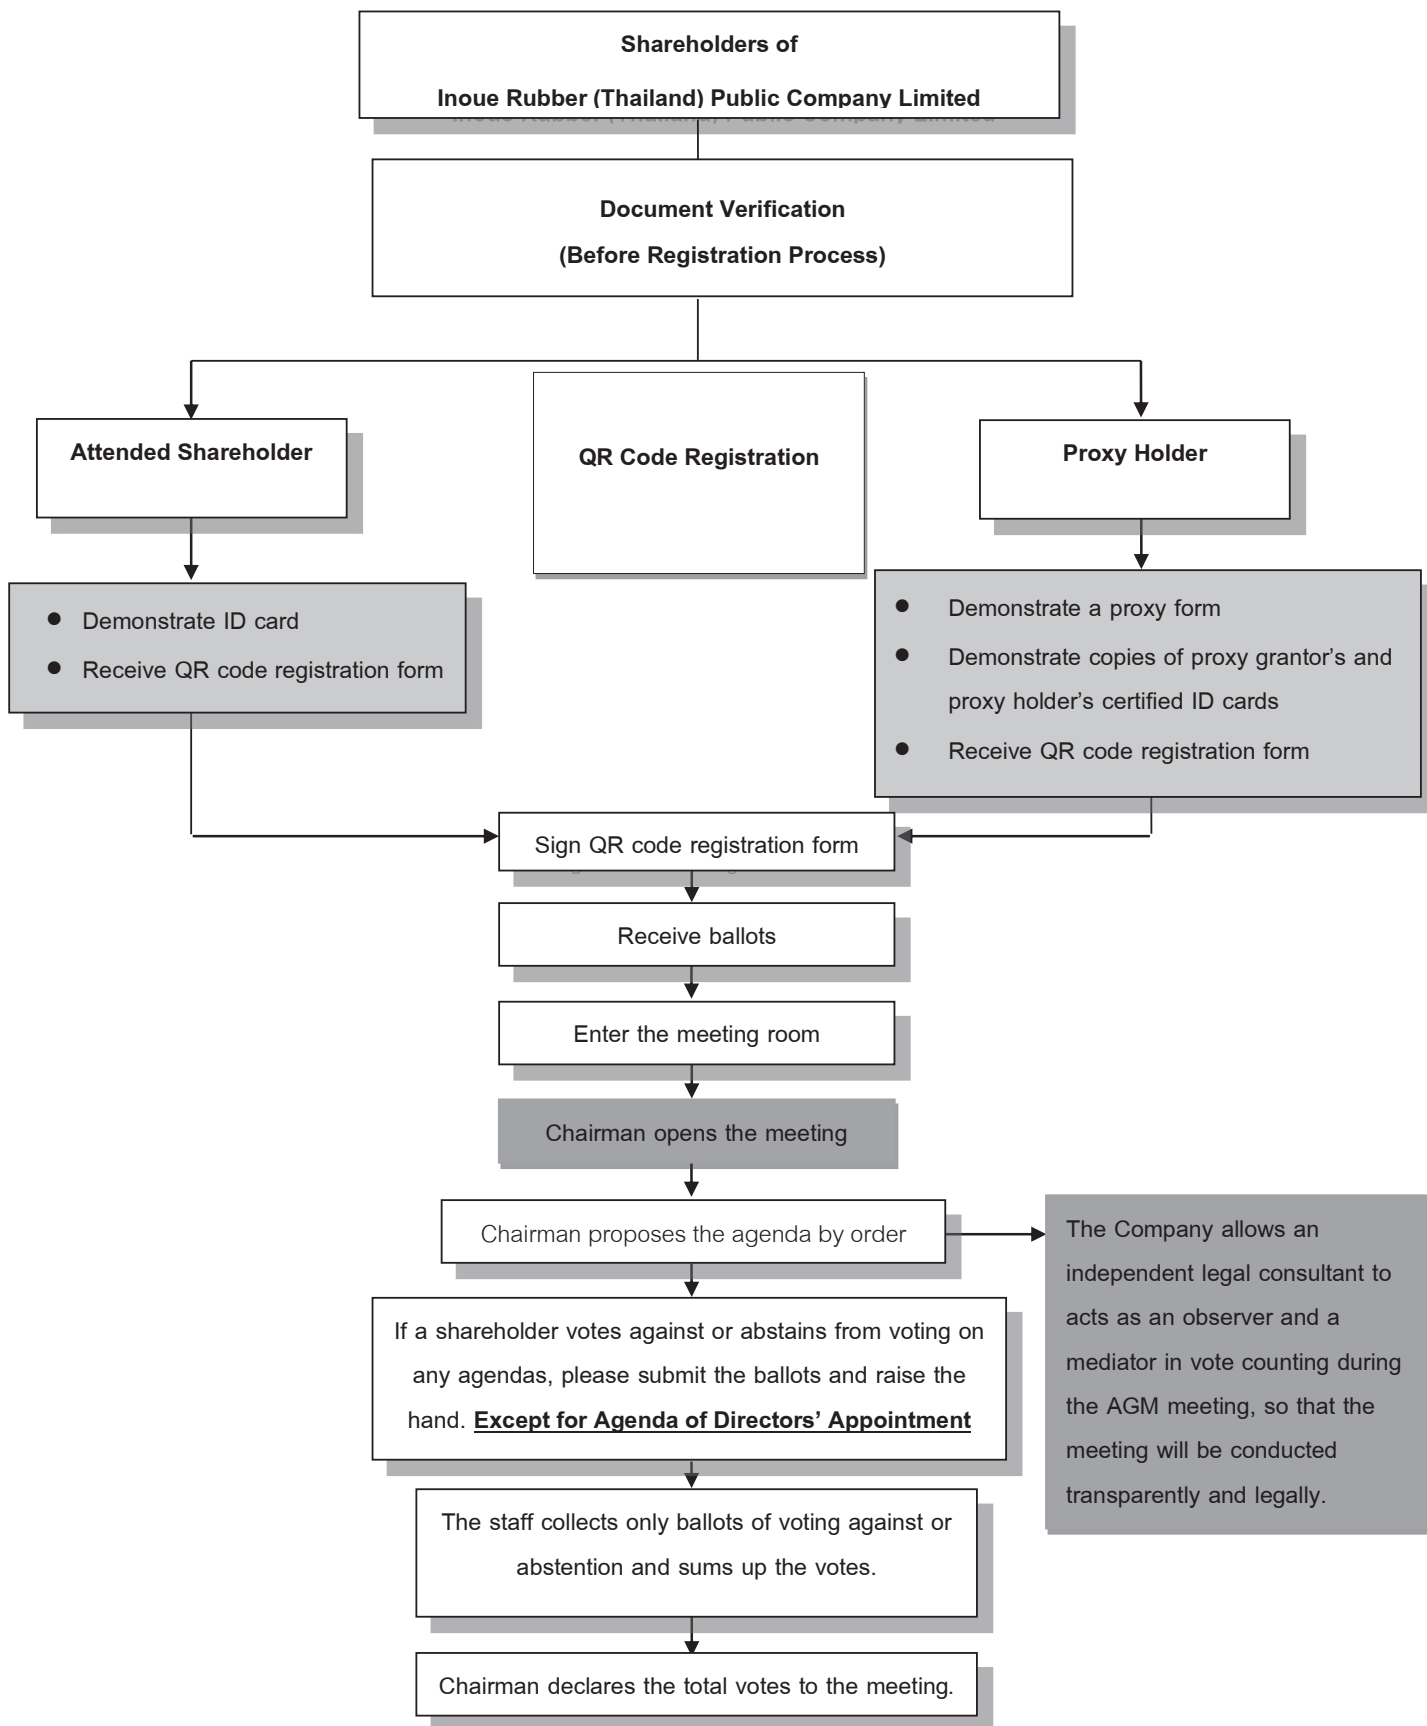 Shareholders of
Inoue Rubber (Thailand) Public Company Limited
Document Verification
(Before Registration Process)
Attended Shareholder
QR Code Registration
Proxy Holder
● Demonstrate ID card
● Receive QR code registration form
● Demonstrate a proxy form
● Demonstrate copies of proxy grantor’s and
proxy holder’s certified ID cards
● Receive QR code registration form
Sign QR code registration form
Receive ballots
Enter the meeting room
Chairman opens the meeting
Chairman proposes the agenda by order
The Company allows an
independent legal consultant to
acts as an observer and a
mediator in vote counting during
the AGM meeting, so that the
meeting will be conducted
transparently and legally.
If a shareholder votes against or abstains from voting on
any agendas, please submit the ballots and raise the
hand. Except for Agenda of Directors’ Appointment
The staff collects only ballots of voting against or
abstention and sums up the votes.
Chairman declares the total votes to the meeting.